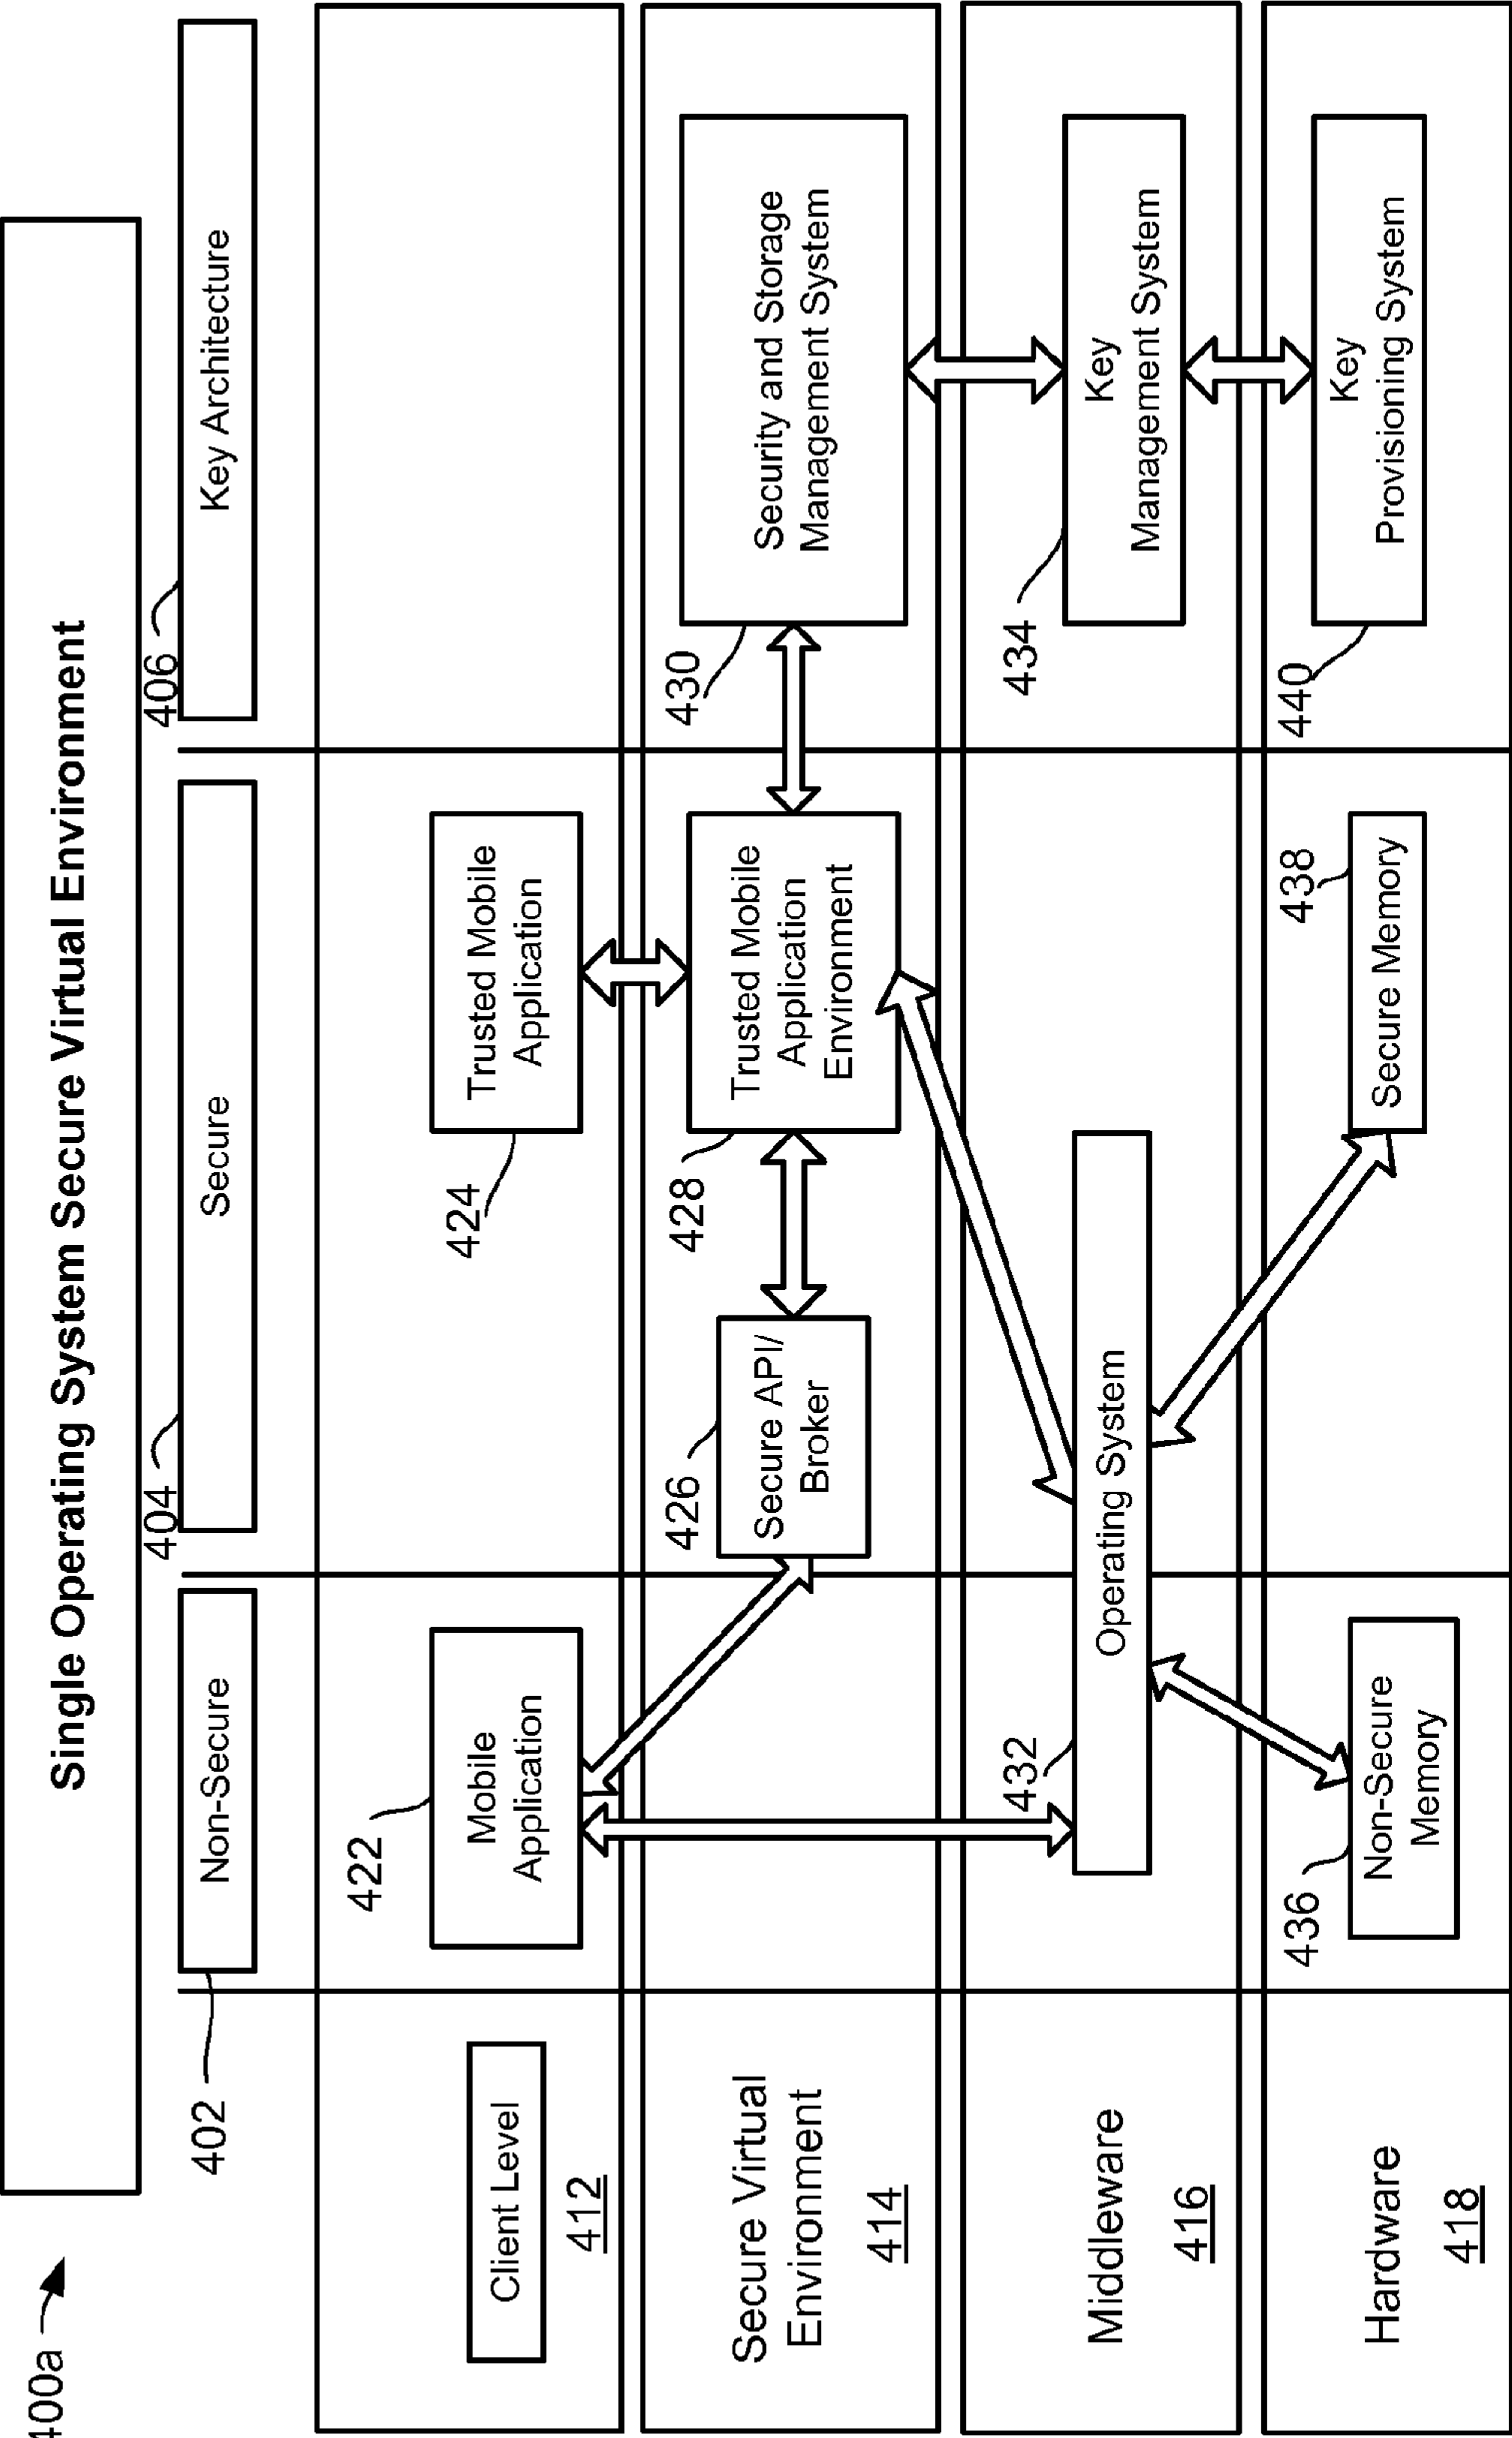 400a
Single Operating System Secure Virtual Environment
402
Non-Secure
404
Secure
406
Key Architecture
Client Level
412
422
Mobile
Application
424
Trusted Mobile
Application
Secure Virtual
Environment
414
426
Secure API/
Broker
428
Trusted Mobile
Application
Environment
430
Security and Storage
Management System
Middleware
416
432
Operating System
434
Key
Management System
Hardware
418
436
Non-Secure
Memory
438
Secure Memory
440
Key
Provisioning System